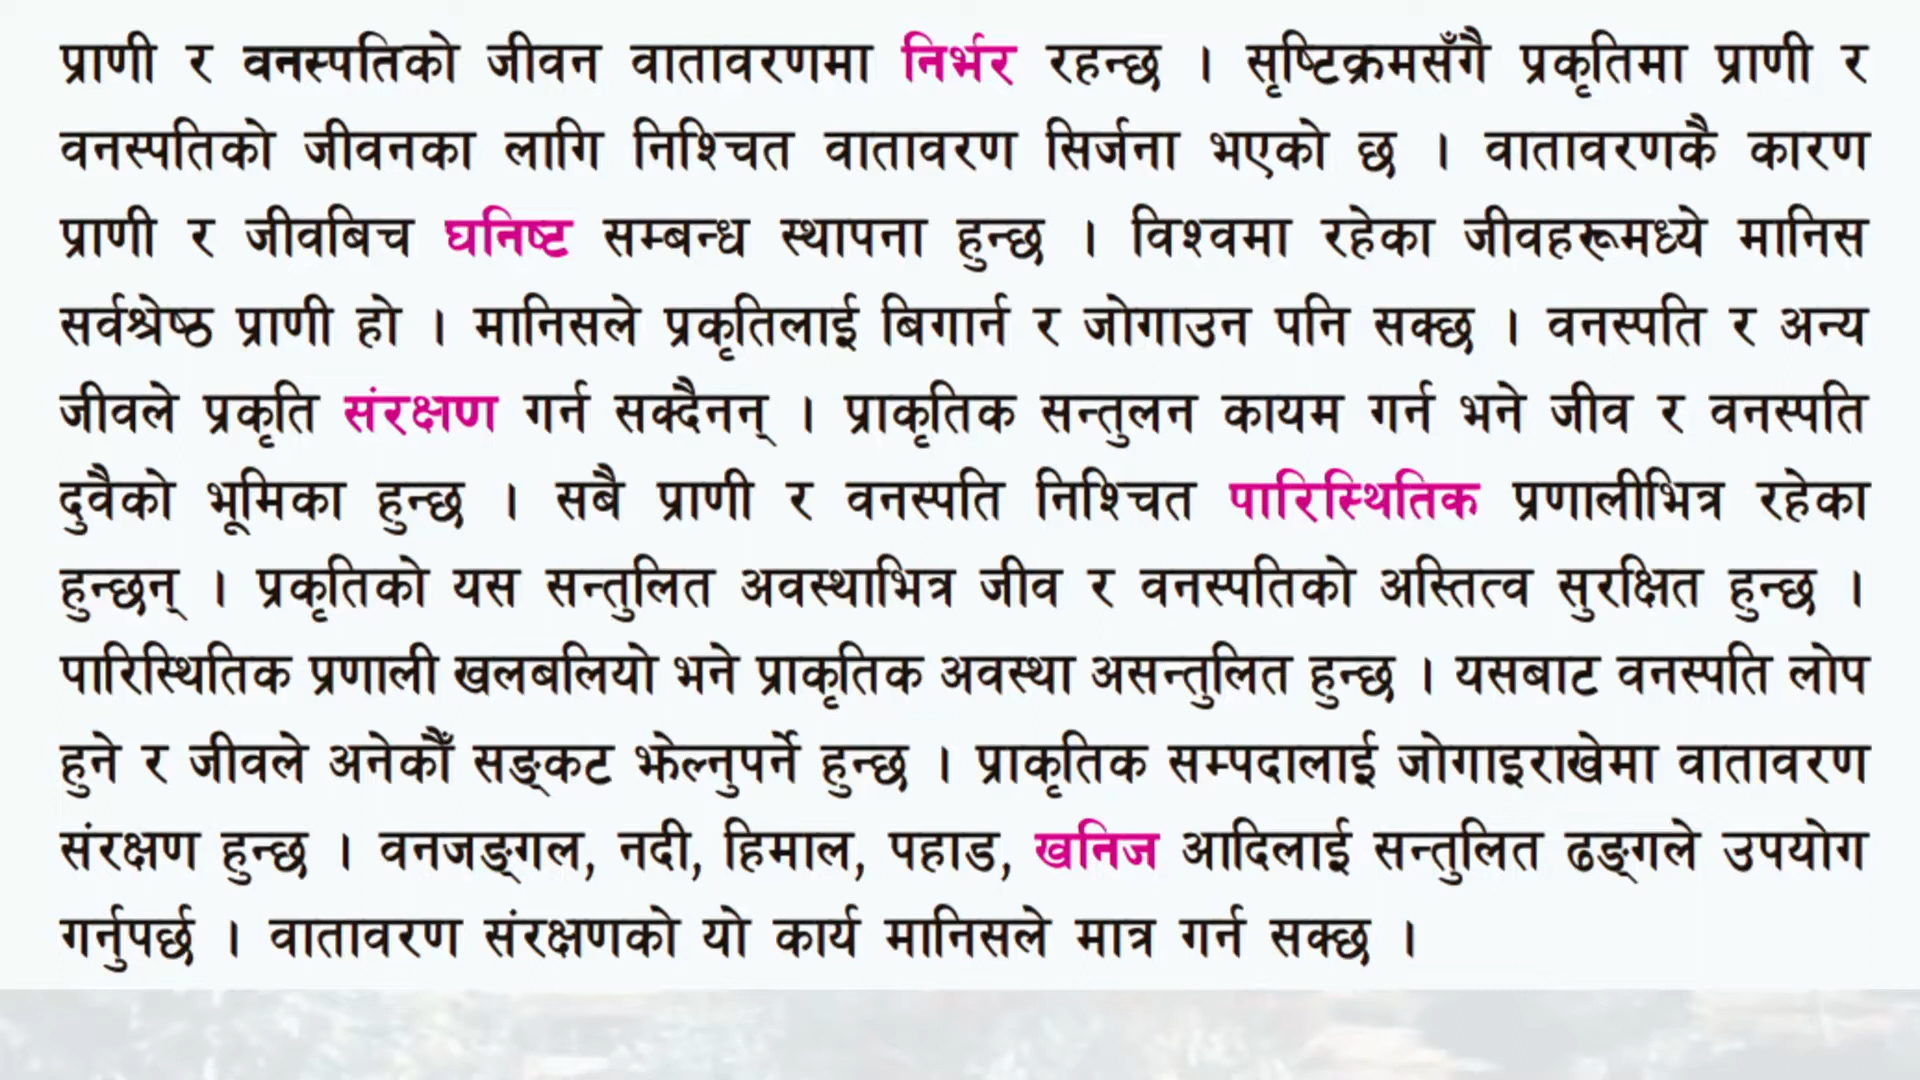 प्राणी र वनस्पतिको जीवन वातावरणमा निर्भर रहन्छ । सृष्टिक्रमसँगै प्रकृतिमा प्राणी र
वनस्पतिको जीवनका लागि निश्चित वातावरण सिर्जना भएको छ । वातावरणकै कारण
प्राणी र जीवबिच घनिष्ट सम्बन्ध स्थापना हुन्छ । विश्वमा रहेका जीवहरूमध्ये मानिस
सर्वश्रेष्ठ प्राणी हो । मानिसले प्रकृतिलाई बिगार्न र जोगाउन पनि सक्छ । वनस्पति र अन्य
जीवले प्रकृति संरक्षण गर्न सक्दैनन् । प्राकृतिक सन्तुलन कायम गर्न भने जीव र वनस्पति
दुवैको भूमिका हुन्छ । सबै प्राणी र वनस्पति निश्चित पारिस्थितिक प्रणालीभित्र रहेका
हुन्छन् । प्रकृतिको यस सन्तुलित अवस्थाभित्र जीव र वनस्पतिको अस्तित्व सुरक्षित हुन्छ ।
पारिस्थितिक प्रणाली खलबलियो भने प्राकृतिक अवस्था असन्तुलित हुन्छ । यसबाट वनस्पति लोप
हुने र जीवले अनेकौँ सङ्कट झेल्नुपर्ने हुन्छ । प्राकृतिक सम्पदालाई जोगाइराखेमा वातावरण
संरक्षण हुन्छ । वनजङ्गल, नदी, हिमाल, पहाड, खनिज आदिलाई सन्तुलित ढङ्गले उपयोग
गर्नुपर्छ । वातावरण संरक्षणको यो कार्य मानिसले मात्र गर्न सक्छ ।